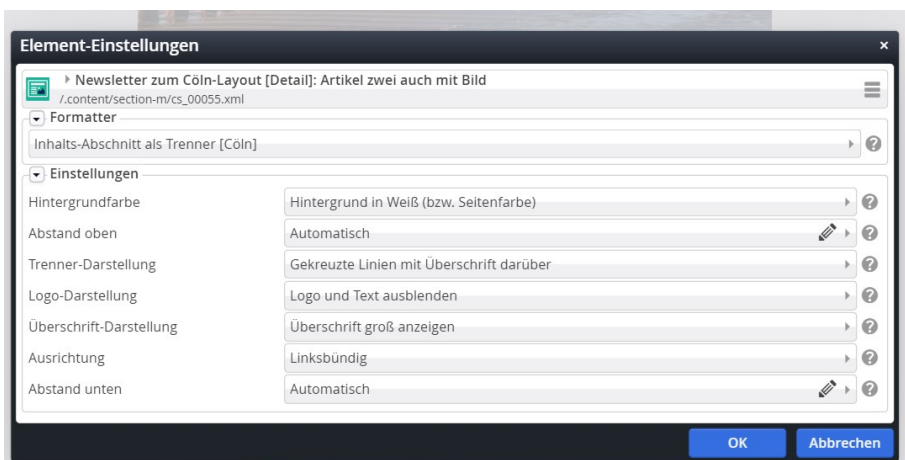 Element-Einstellungen
Newsletter zum Cöln-Layout [Detail]: Artikel zwei auch mit Bild
/.content/section-m/cs_00055.xml
Formatter
Inhalts-Abschnitt als Trenner [Cöln]
Einstellungen
Hintergrundfarbe Hintergrund in Weiß (bzw. Seitenfarbe)
Abstand oben Automatisch
Trenner-Darstellung Gekreuzte Linien mit Überschrift darüber
Logo-Darstellung Logo und Text ausblenden
Überschrift-Darstellung Überschrift groß anzeigen
Ausrichtung Linksbündig
Abstand unten Automatisch
OK Abbrechen